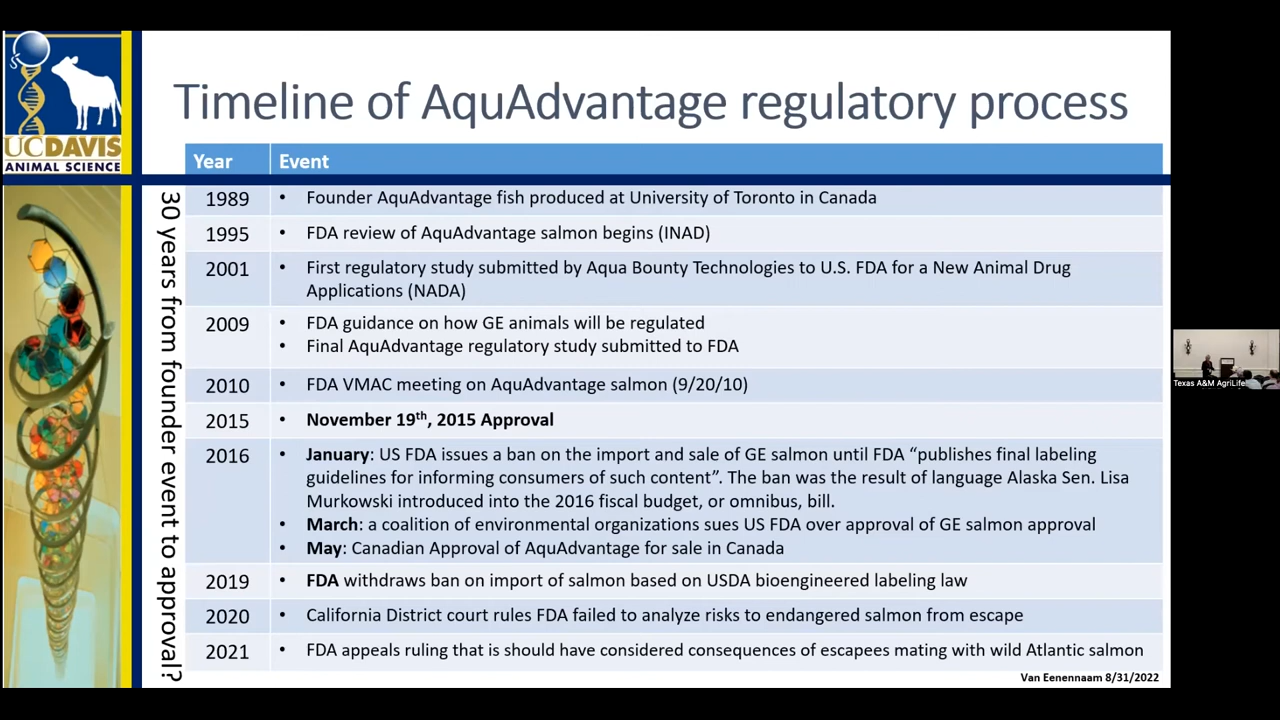 Timeline of AquAdvantage regulatory process
UCDAVIS
ANIMAL SCIENCE
30 years from founder event to approval?
Year Event
1989 • Founder AquAdvantage fish produced at University of Toronto in Canada
1995 • FDA review of AquAdvantage salmon begins (INAD)
2001 • First regulatory study submitted by Aqua Bounty Technologies to U.S. FDA for a New Animal Drug
Applications (NADA)
2009 • FDA guidance on how GE animals will be regulated
• Final AquAdvantage regulatory study submitted to FDA
2010 • FDA VMAC meeting on AquAdvantage salmon (9/20/10)
2015 • November 19th, 2015 Approval
2016 • January: US FDA issues a ban on the import and sale of GE salmon until FDA “publishes final labeling
guidelines for informing consumers of such content”. The ban was the result of language Alaska Sen. Lisa
Murkowski introduced into the 2016 fiscal budget, or omnibus, bill.
• March: a coalition of environmental organizations sues US FDA over approval of GE salmon approval
• May: Canadian Approval of AquAdvantage for sale in Canada
2019 • FDA withdraws ban on import of salmon based on USDA bioengineered labeling law
2020 • California District court rules FDA failed to analyze risks to endangered salmon from escape
2021 • FDA appeals ruling that is should have considered consequences of escapees mating with wild Atlantic salmon
Van Eenennaam 8/31/2022
Texas A&M AgriLife